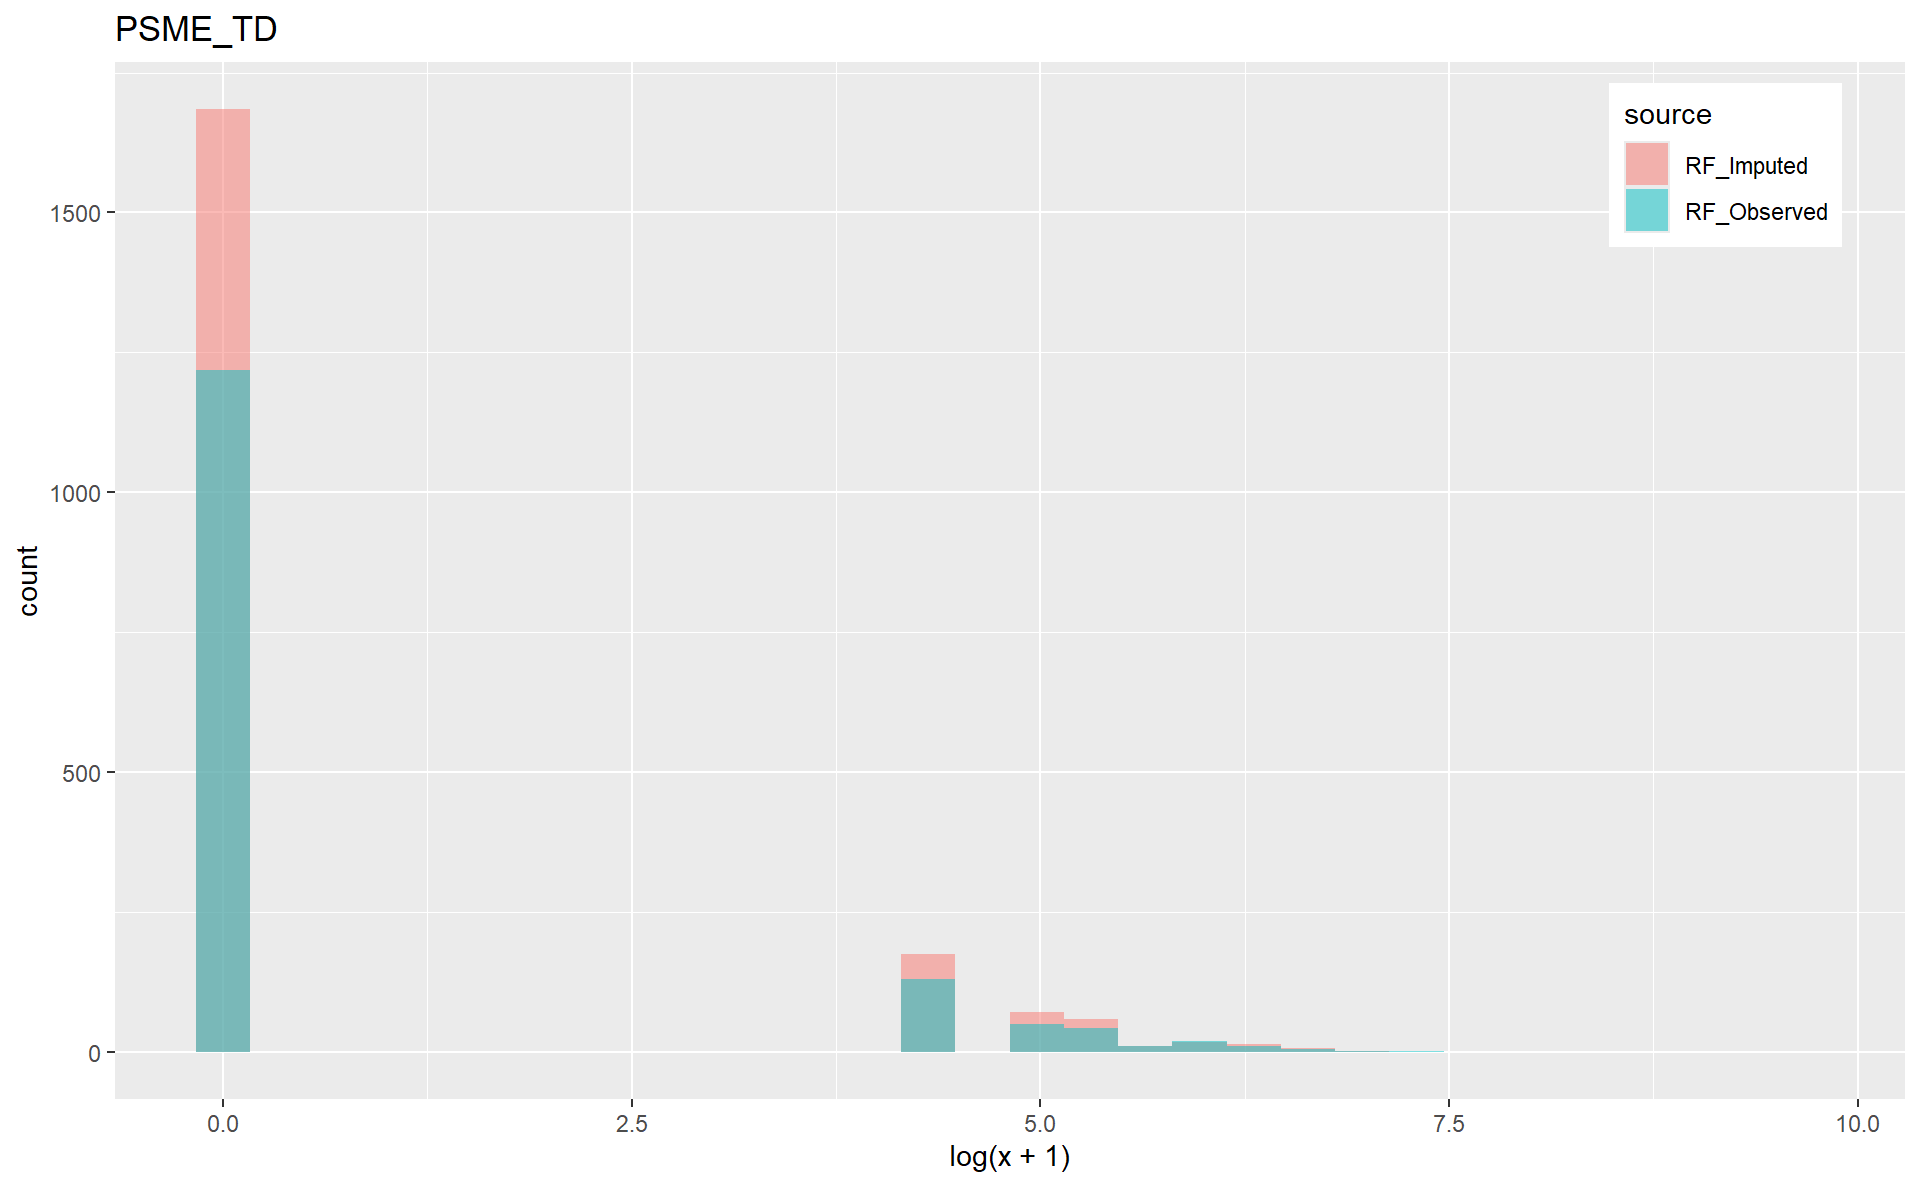 PSME_TD
source
RF_Imputed
RF_Observed
1500
1000
500
0
count
0.0
2.5
5.0
7.5
10.0
log(x + 1)